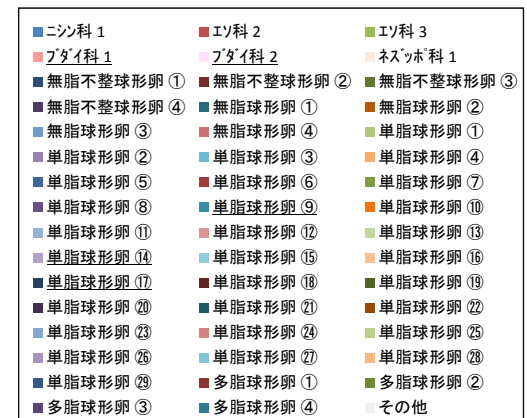 ニシン科 1 エソ科 2 エソ科 3
ブダイ科 1 ブダイ科 2 ネズッポ科 1
無脂不整球形卵 ① 無脂不整球形卵 ② 無脂不整球形卵 ③
無脂不整球形卵 ④ 無脂球形卵 ① 無脂球形卵 ②
無脂球形卵 ③ 無脂球形卵 ④ 単脂球形卵 ①
単脂球形卵 ② 単脂球形卵 ③ 単脂球形卵 ④
単脂球形卵 ⑤ 単脂球形卵 ⑥ 単脂球形卵 ⑦
単脂球形卵 ⑧ 単脂球形卵 ⑨ 単脂球形卵 ⑩
単脂球形卵 ⑪ 単脂球形卵 ⑫ 単脂球形卵 ⑬
単脂球形卵 ⑭ 単脂球形卵 ⑮ 単脂球形卵 ⑯
単脂球形卵 ⑰ 単脂球形卵 ⑱ 単脂球形卵 ⑲
単脂球形卵 ⑳ 単脂球形卵 ㉑ 単脂球形卵 ㉒
単脂球形卵 ㉓ 単脂球形卵 ㉔ 単脂球形卵 ㉕
単脂球形卵 ㉖ 単脂球形卵 ㉗ 単脂球形卵 ㉘
単脂球形卵 ㉙ 多脂球形卵 ① 多脂球形卵 ②
多脂球形卵 ③ 多脂球形卵 ④ その他